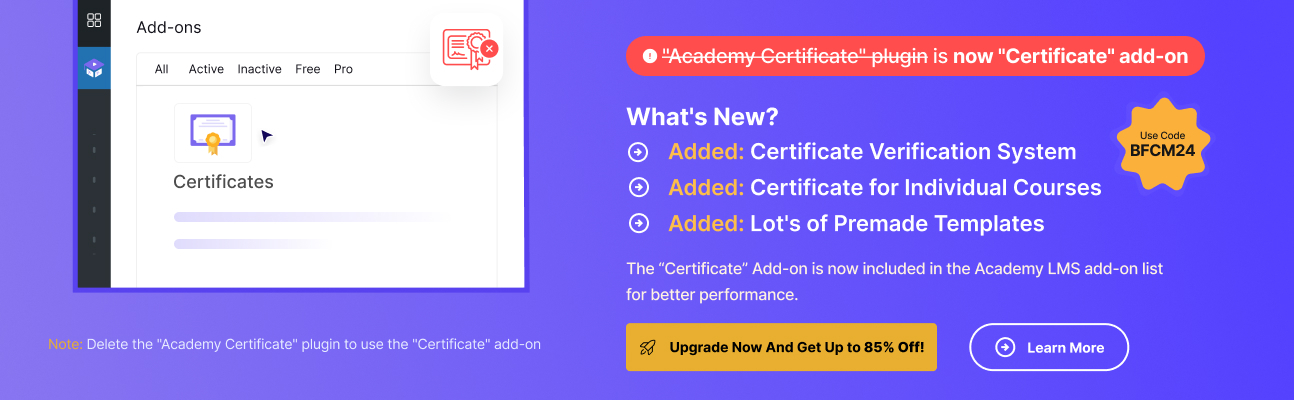 Add-ons
All Active Inactive Free Pro
Certificates
Note: Delete the "Academy Certificate" plugin to use the "Certificate" add-on
"Academy Certificate" plugin is now "Certificate" add-on
What's New?
Added: Certificate Verification System
Added: Certificate for Individual Courses
Added: Lot's of Premade Templates
Use Code
BFCM24
The “Certificate” Add-on is now included in the Academy LMS add-on list
for better performance.
Upgrade Now And Get Up to 85% Off!
Learn More